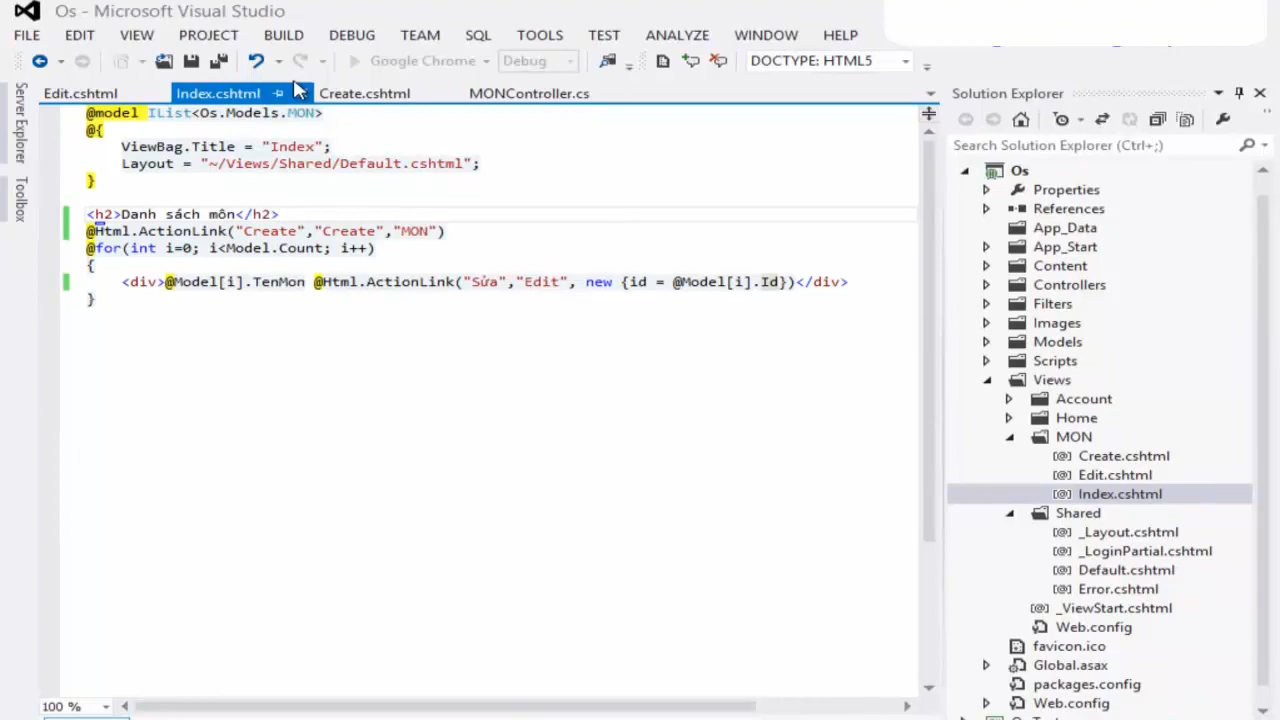 Os - Microsoft Visual Studio
FILE EDIT VIEW PROJECT BUILD DEBUG TEAM SQL TOOLS TEST ANALYZE WINDOW HELP
Google Chrome Debug DOCTYPE: HTML5
Edit.cshtml Index.cshtml Create.cshtml MONController.cs
Server Explorer
Toolbox
@model IList<Os.Models.MON>
@{
ViewBag.Title = "Index";
Layout = "~/Views/Shared/Default.cshtml";
}
<h2>Danh sách môn</h2>
@Html.ActionLink("Create","Create","MON")
@for(int i=0; i<Model.Count; i++)
{
<div>@Model[i].TenMon @Html.ActionLink("Sửa","Edit", new {id = @Model[i].Id})</div>
}
100 %
Solution Explorer
Search Solution Explorer (Ctrl+;)
Os
Properties
References
App_Data
App_Start
Content
Controllers
Filters
Images
Models
Scripts
Views
Account
Home
MON
Create.cshtml
Edit.cshtml
Index.cshtml
Shared
_Layout.cshtml
_LoginPartial.cshtml
Default.cshtml
Error.cshtml
_ViewStart.cshtml
Web.config
favicon.ico
Global.asax
packages.config
Web.config